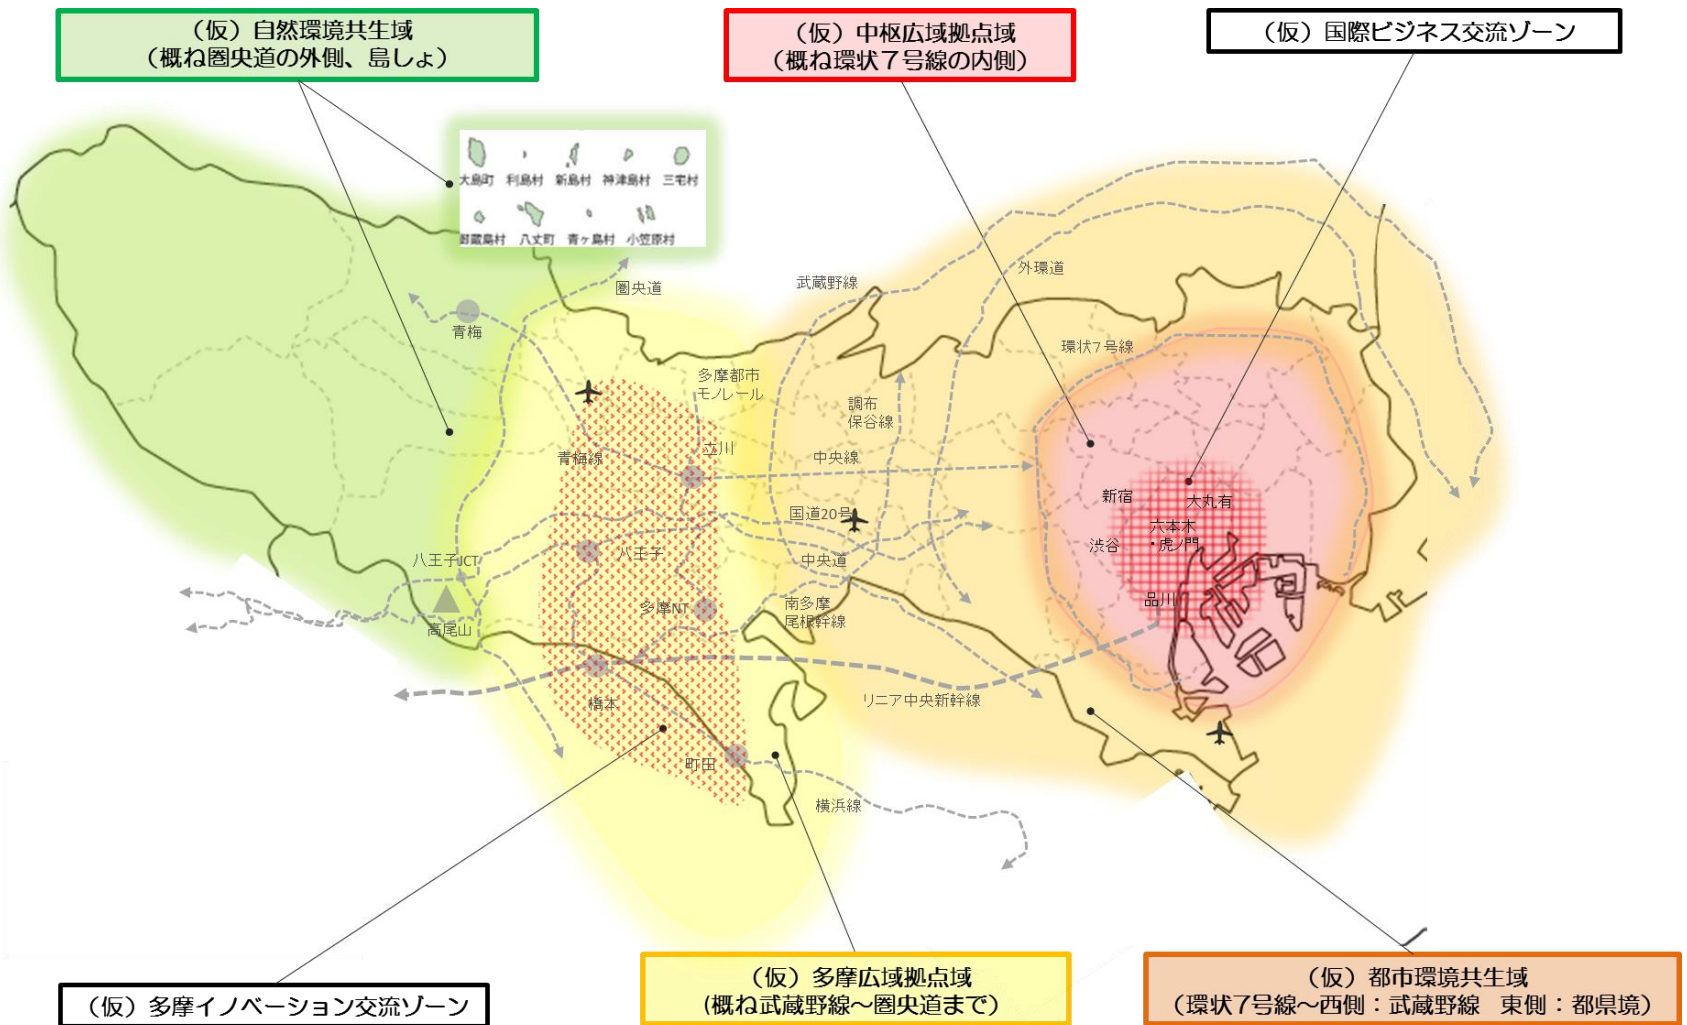 （仮）自然環境共生域
（概ね圏央道の外側、島しょ）
（仮）中枢広域拠点域
（概ね環状７号線の内側）
（仮）国際ビジネス交流ゾーン
大島町
利島村
新島村
神津島村
三宅村
御蔵島村
八丈町
青ヶ島村
小笠原村
圏央道
武蔵野線
外環道
青梅
環状７号線
多摩都市
モノレール
調布
保谷線
立川
青梅線
中央線
新宿
大丸有
国道20号
六本木
・虎ノ門
渋谷
八王子JCT
八王子
中央道
多摩NT
南多摩
尾根幹線
品川
高尾山
橋本
リニア中央新幹線
町田
横浜線
（仮）多摩イノベーション交流ゾーン
（仮）多摩広域拠点域
(概ね武蔵野線～圏央道まで）
（仮）都市環境共生域
（環状７号線～西側：武蔵野線　東側：都県境）